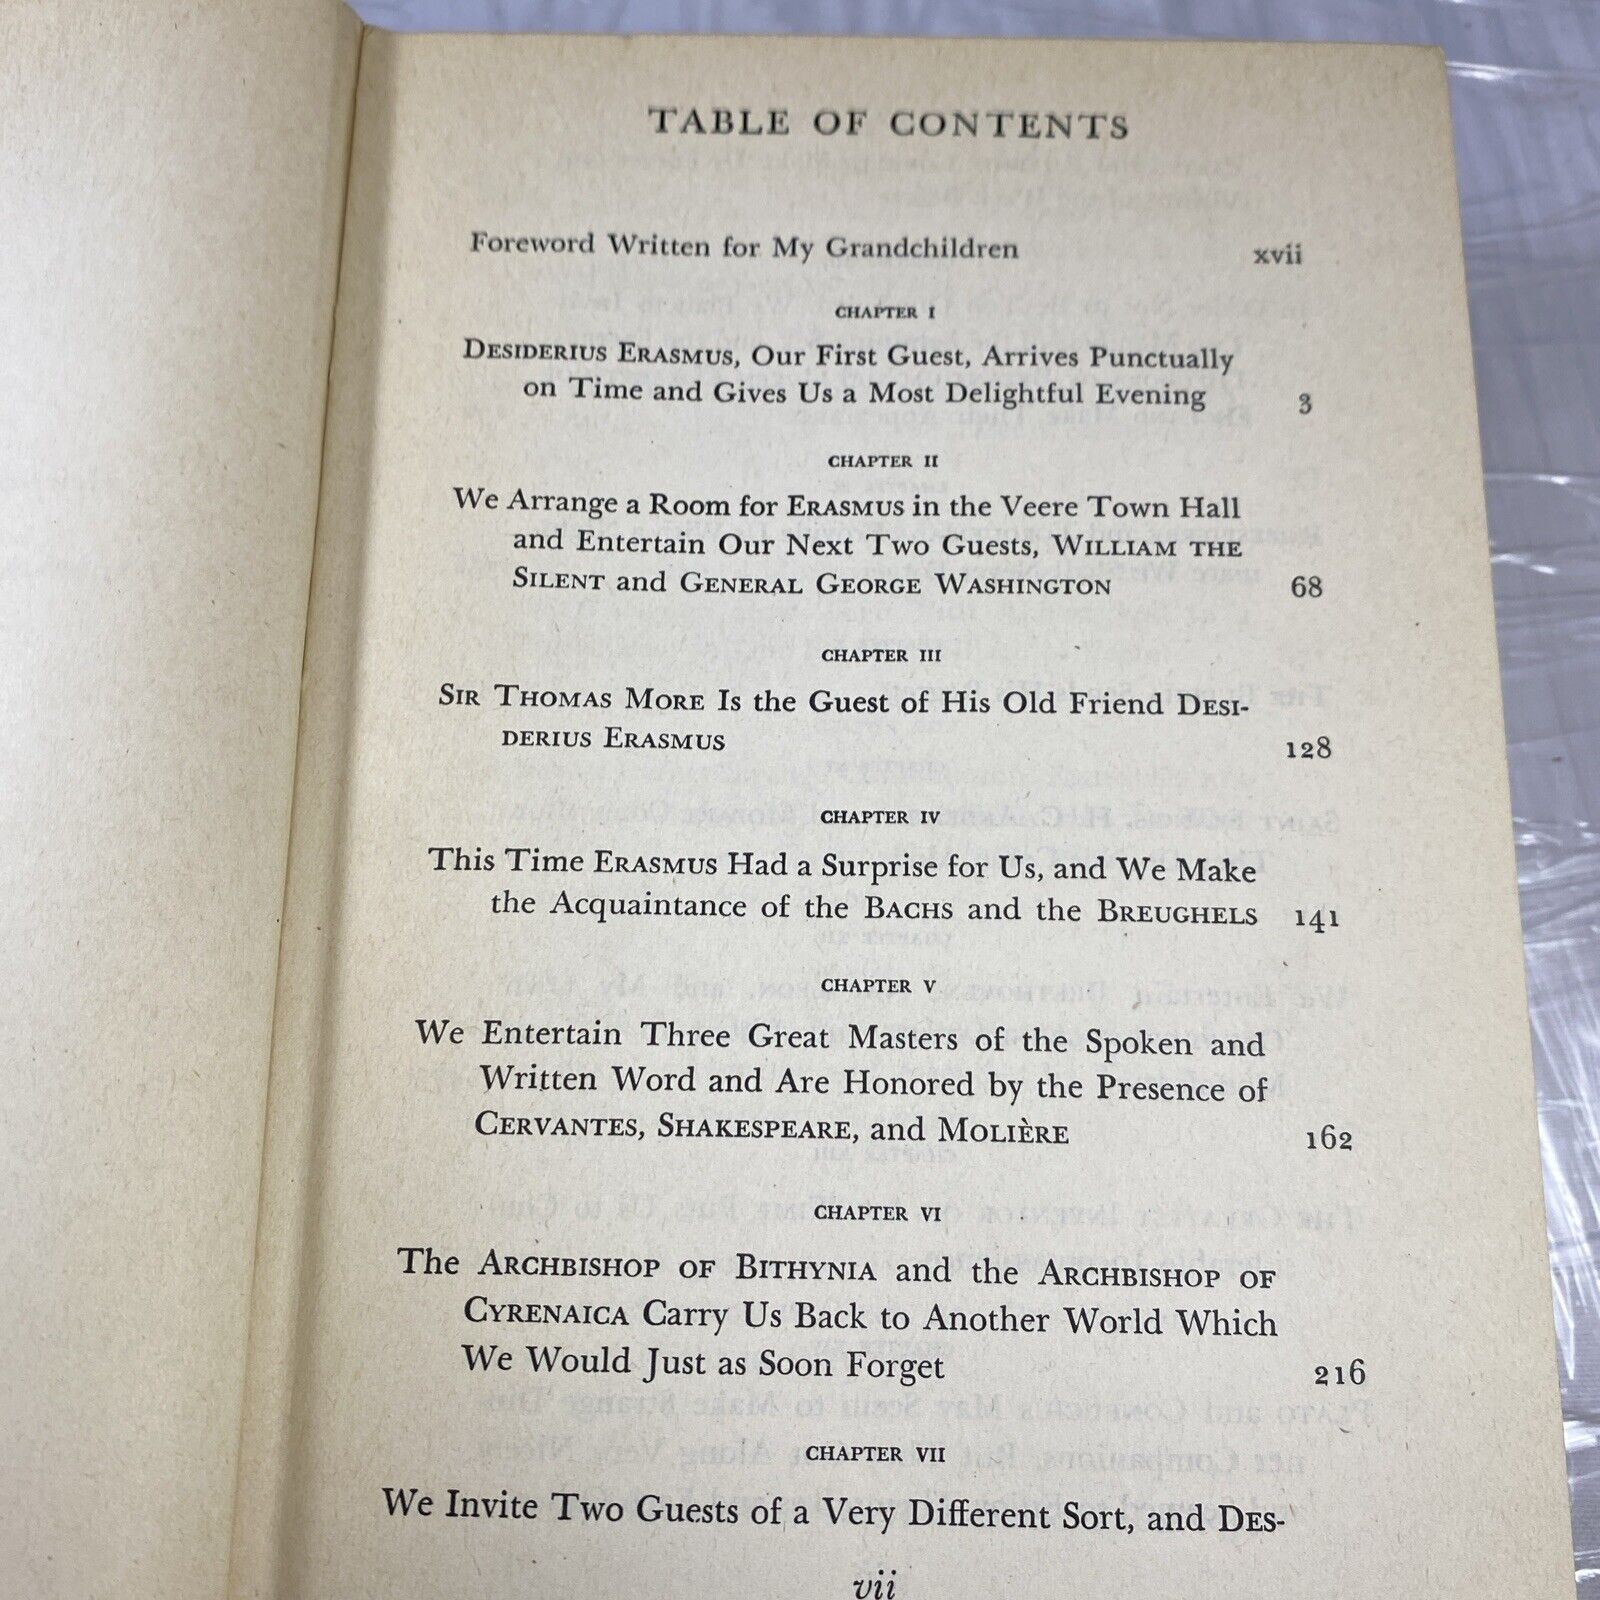 TABLE OF CONTENTS
Foreword Written for My Grandchildren xvii
CHAPTER I
DESIDERIUS ERASMUS, Our First Guest, Arrives Punctually
on Time and Gives Us a Most Delightful Evening 3
CHAPTER II
We Arrange a Room for ERASMUS in the Veere Town Hall
and Entertain Our Next Two Guests, WILLIAM THE
SILENT and GENERAL GEORGE WASHINGTON 68
CHAPTER III
SIR THOMAS MORE Is the Guest of His Old Friend DESI-
DERIUS ERASMUS 128
CHAPTER IV
This Time ERASMUS Had a Surprise for Us, and We Make
the Acquaintance of the BACHS and the BREUGHELS 141
CHAPTER V
We Entertain Three Great Masters of the Spoken and
Written Word and Are Honored by the Presence of
CERVANTES, SHAKESPEARE, and MOLIÈRE 162
CHAPTER VI
The ARCHBISHOP OF BITHYNIA and the ARCHBISHOP OF
CYRENAICA Carry Us Back to Another World Which
We Would Just as Soon Forget 216
CHAPTER VII
We Invite Two Guests of a Very Different Sort, and DES-
vii